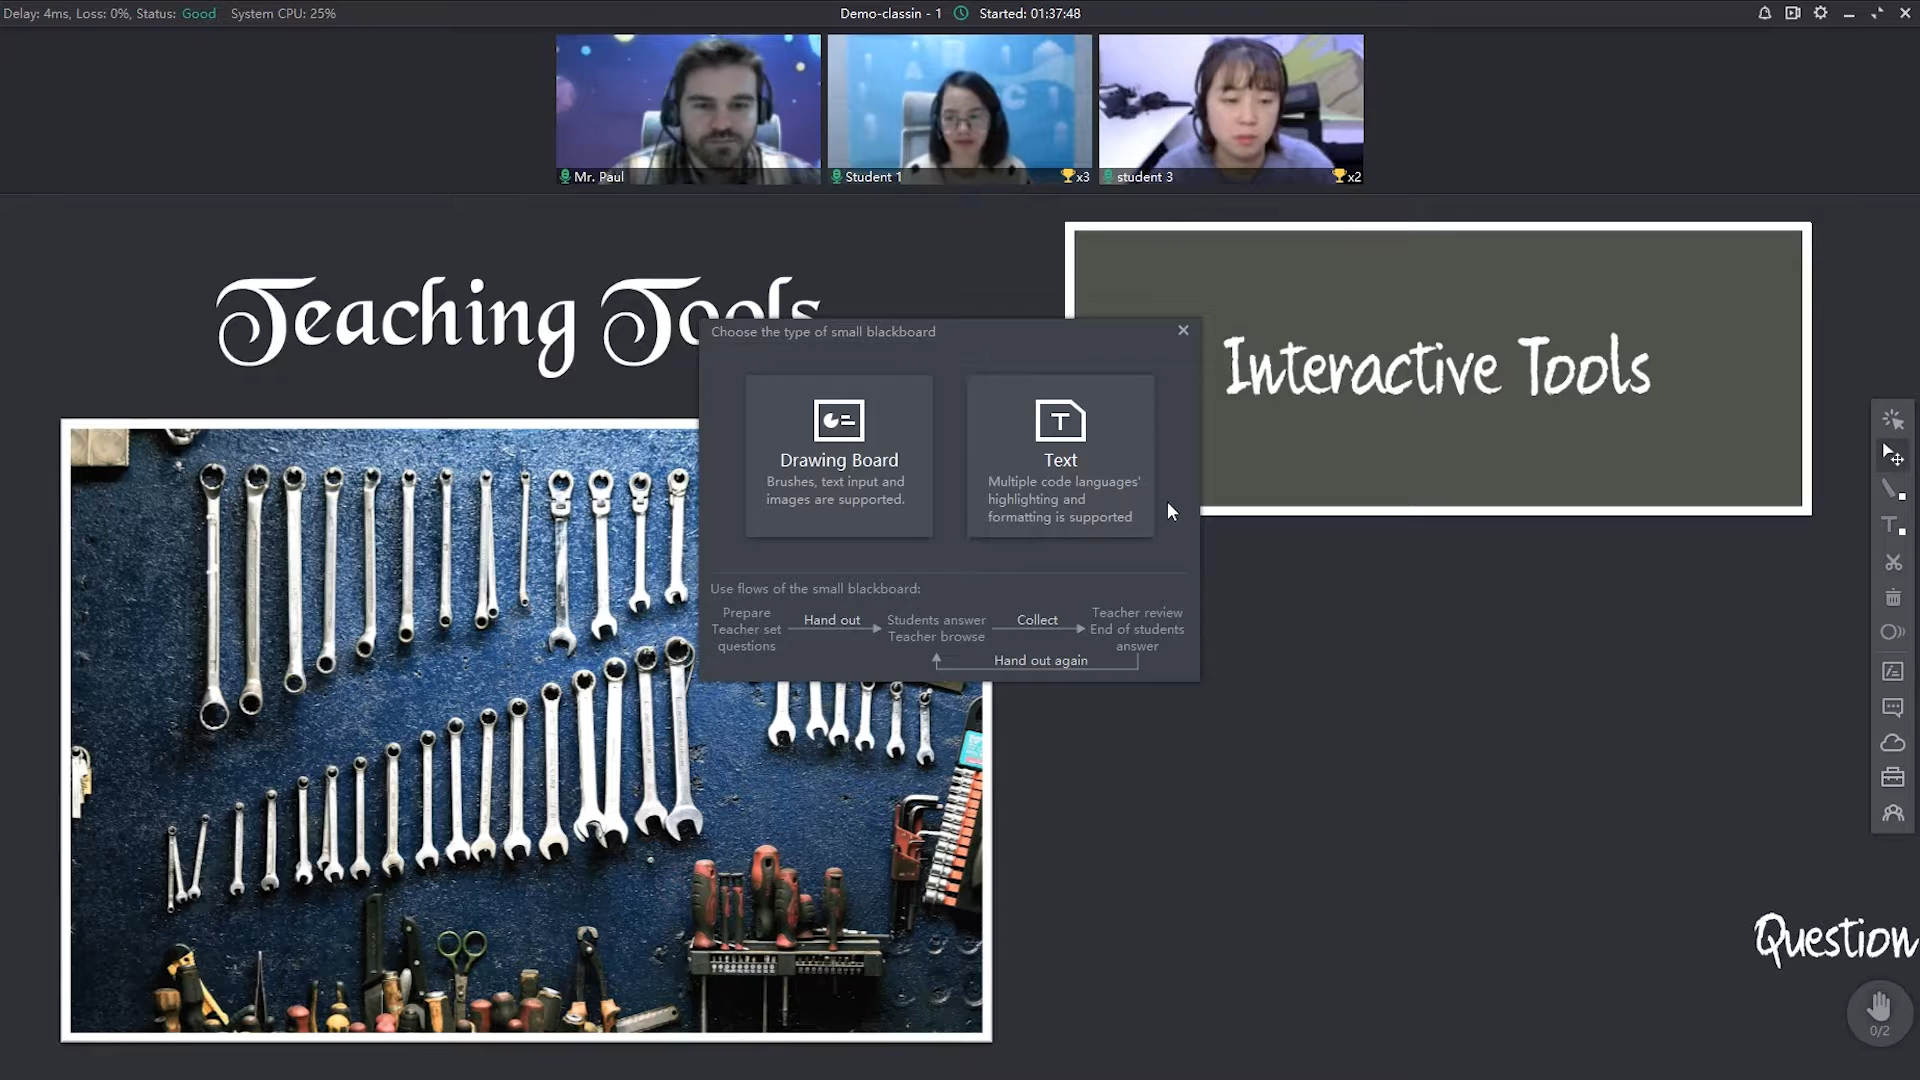 Delay: 4ms, Loss: 0%, Status: Good System CPU: 25%
Demo-classin - 1 Started: 01:37:48
Mr. Paul
Student 1
x3
student 3
x2
Teaching Tools
Interactive Tools
Choose the type of small blackboard
Drawing Board
Brushes, text input and
images are supported.
T
Text
Multiple code languages'
highlighting and
formatting is supported
Use flows of the small blackboard:
Prepare
Teacher set
questions
Hand out
Students answer
Teacher browse
Collect
Teacher review
End of students
answer
Hand out again
T
Question
0/2